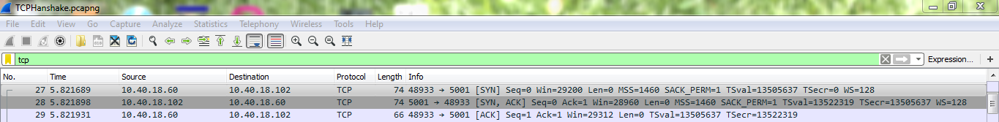 TCPHanshake.pcapng
File Edit View Go Capture Analyze Statistics Telephony Wireless Tools Help
tcp Expression... +
No. Time Source Destination Protocol Length Info
27 5.821689 10.40.18.60 10.40.18.102 TCP 74 48933 → 5001 [SYN] Seq=0 Win=29200 Len=0 MSS=1460 SACK_PERM=1 TSval=13505637 TSecr=0 WS=128
28 5.821898 10.40.18.102 10.40.18.60 TCP 74 5001 → 48933 [SYN, ACK] Seq=0 Ack=1 Win=28960 Len=0 MSS=1460 SACK_PERM=1 TSval=13522319 TSecr=13505637 WS=128
29 5.821931 10.40.18.60 10.40.18.102 TCP 66 48933 → 5001 [ACK] Seq=1 Ack=1 Win=29312 Len=0 TSval=13505637 TSecr=13522319